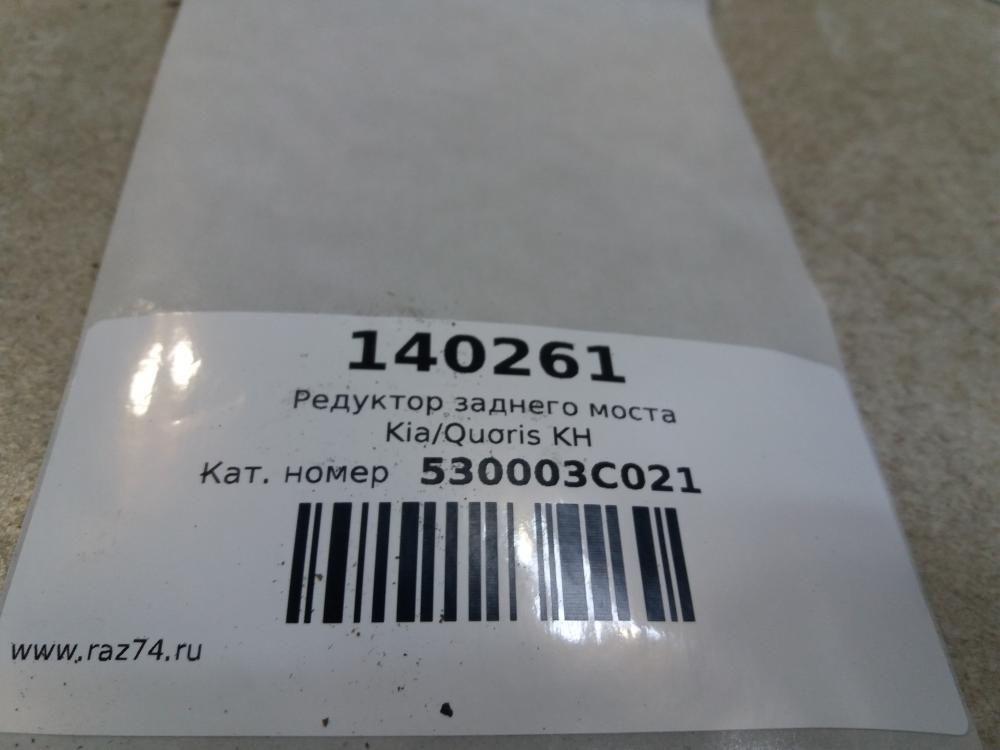 140261
Редуктор заднего моста
Kia/Quoris KH
Кат. номер 530003C021
www.raz74.ru